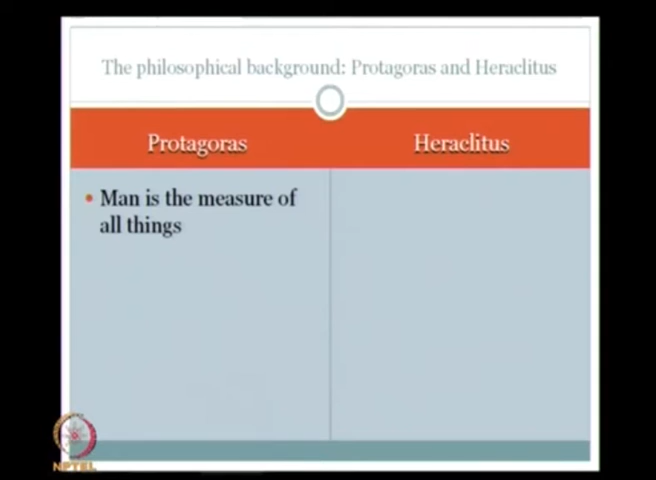 The philosophical background: Protagoras and Heraclitus
Protagoras
Heraclitus
• Man is the measure of
all things
NPTEL